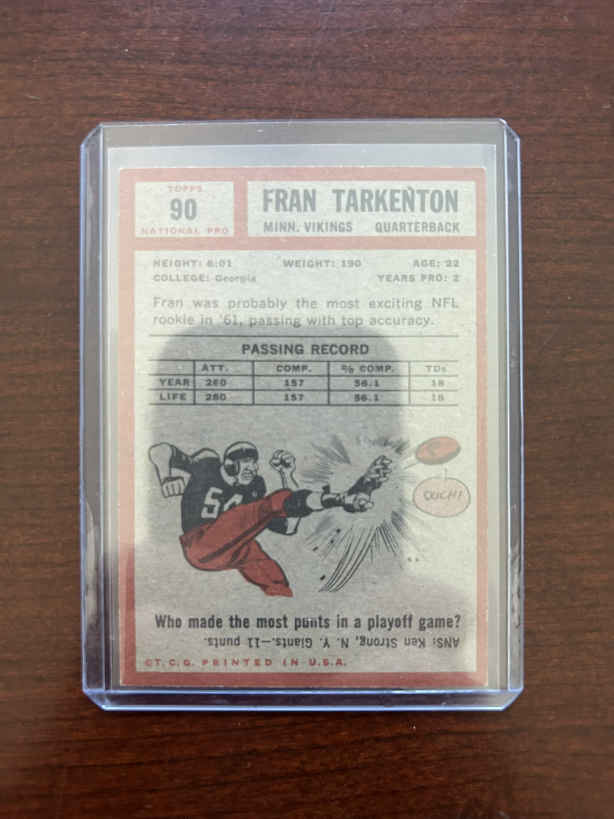 TOPPS
90
NATIONAL PRO
FRAN TARKENTON
MINN. VIKINGS QUARTERBACK
HEIGHT: 6:01 WEIGHT: 190 AGE: 22
COLLEGE: Georgia YEARS PRO: 2
Fran was probably the most exciting NFL
rookie in '61, passing with top accuracy.
PASSING RECORD
ATT. COMP. % COMP. TDs
YEAR 280 157 56.1 18
LIFE 280 157 56.1 18
54
OUCH!
Who made the most punts in a playoff game?
ANS: Ken Strong, N. Y. Giants.—11 punts.
©T.C.G. PRINTED IN U.S.A.